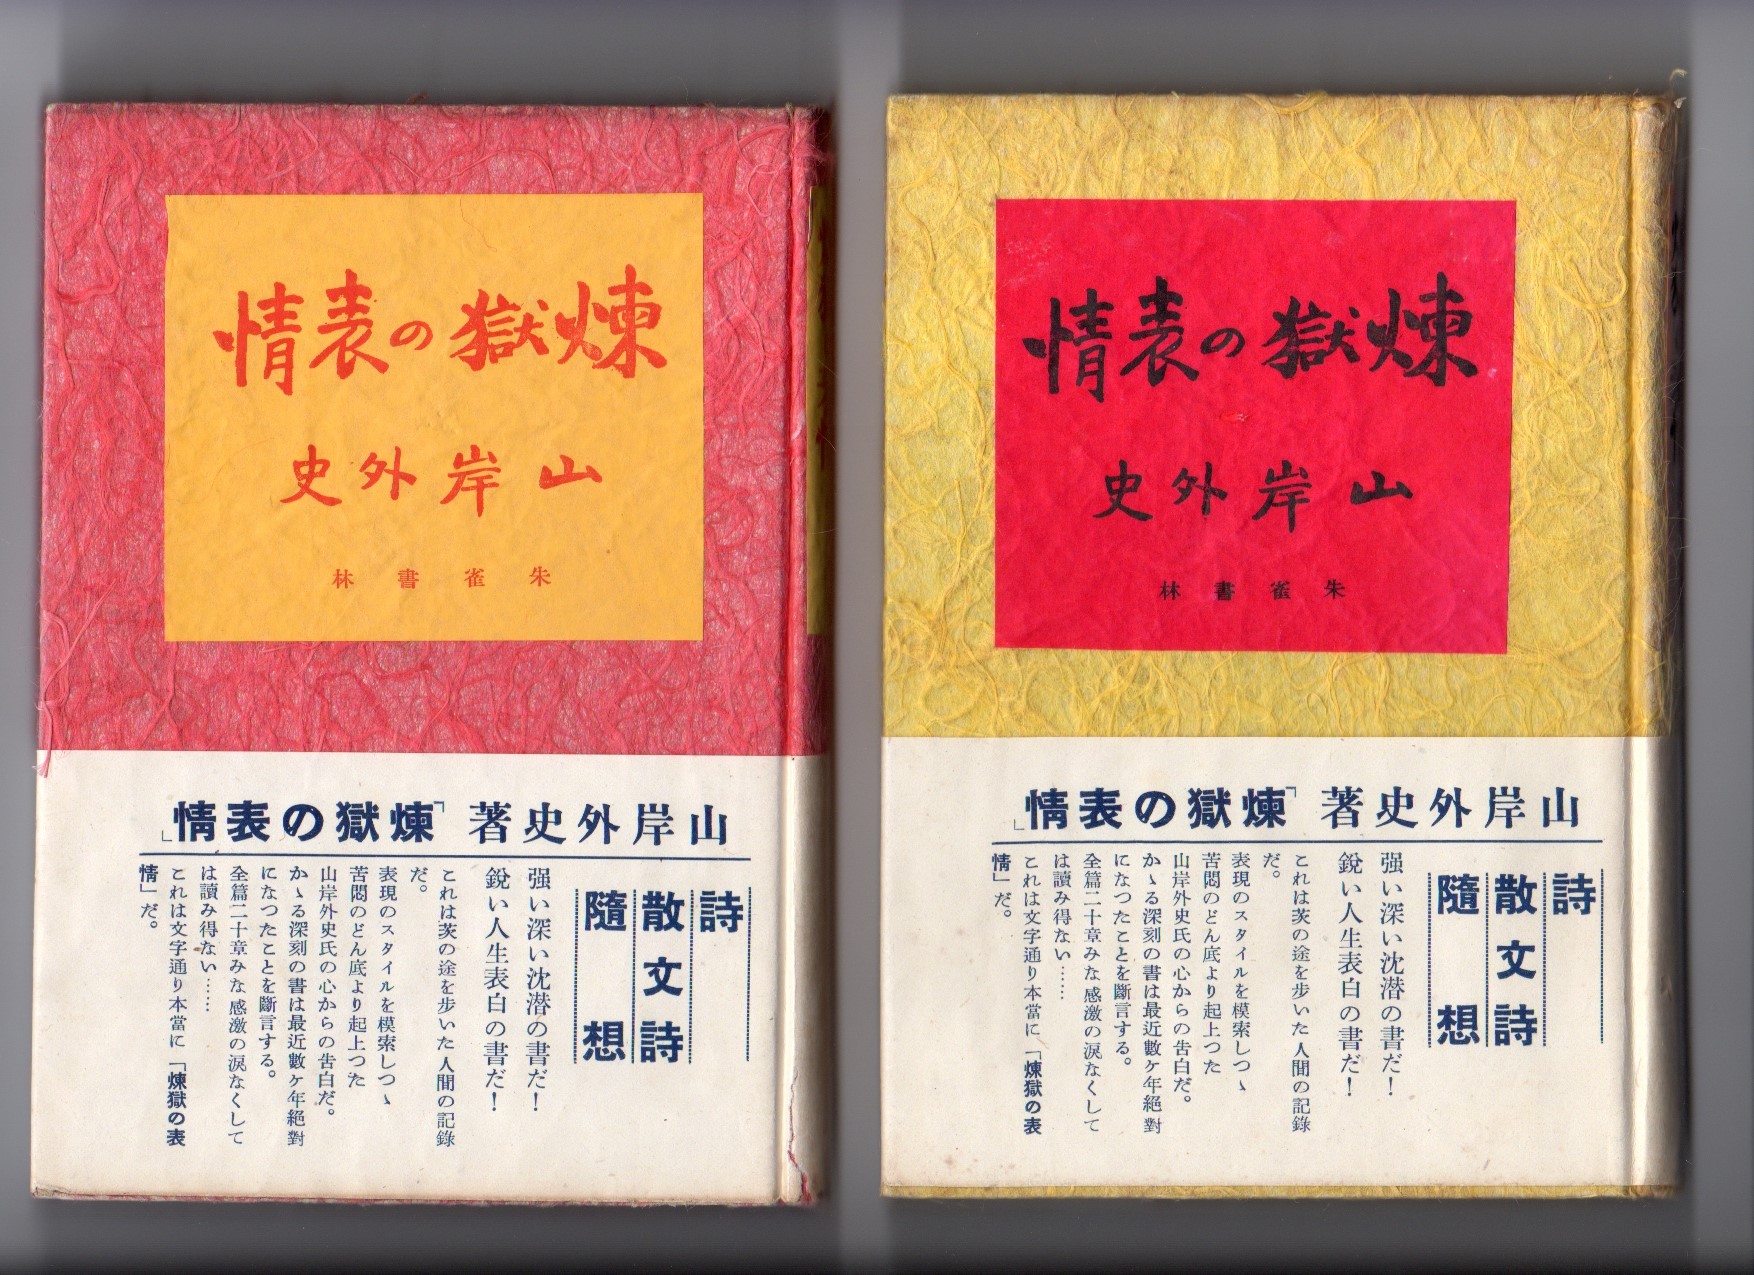 煉獄の表情
山岸外史
朱雀書林
山岸外史著「煉獄の表情」
詩
散文詩
隨想
强い深い沈潜の書だ！
銳い人生表白の書だ！
これは茨の途を步いた人間の記錄
だ。
表現のスタイルを模索しつゝ
苦悶のどん底より起上つた
山岸外史氏の心からの吿白だ。
かゝる深刻の書は最近數ケ年絕對
になつたことを斷言する。
全篇二十章みな感激の淚なくして
は讀み得ない……
これは文字通り本當に「煉獄の表
情」だ。
煉獄の表情
山岸外史
朱雀書林
山岸外史著「煉獄の表情」
詩
散文詩
隨想
强い深い沈潜の書だ！
銳い人生表白の書だ！
これは茨の途を步いた人間の記錄
だ。
表現のスタイルを模索しつゝ
苦悶のどん底より起上つた
山岸外史氏の心からの吿白だ。
かゝる深刻の書は最近數ケ年絕對
になつたことを斷言する。
全篇二十章みな感激の淚なくして
は讀み得ない……
これは文字通り本當に「煉獄の表
情」だ。